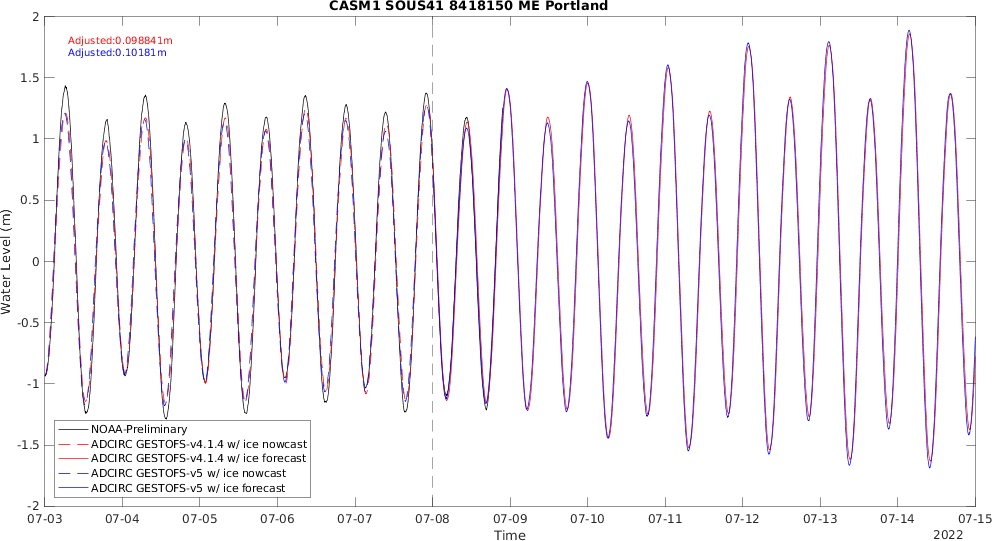 CASM1 SOUS41 8418150 ME Portland
Adjusted:0.098841m
Adjusted:0.10181m
Water Level (m)
2
1.5
1
0.5
0
-0.5
-1
-1.5
-2
NOAA-Preliminary
ADCIRC GESTOFS-v4.1.4 w/ ice nowcast
ADCIRC GESTOFS-v4.1.4 w/ ice forecast
ADCIRC GESTOFS-v5 w/ ice nowcast
ADCIRC GESTOFS-v5 w/ ice forecast
07-03 07-04 07-05 07-06 07-07 07-08 07-09 07-10 07-11 07-12 07-13 07-14 07-15
Time
2022